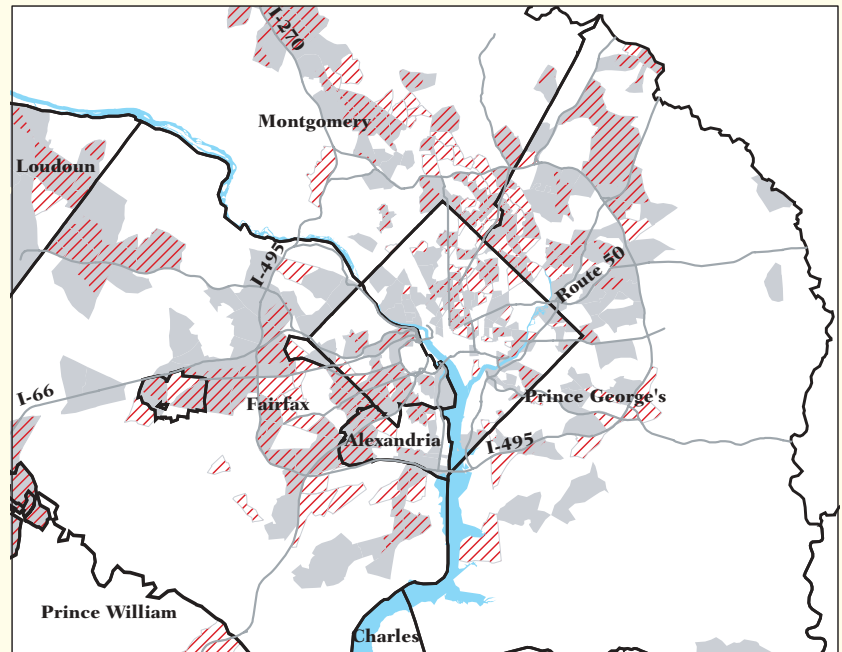 I-270
Montgomery
Loudoun
I-495
Route 50
I-66
Fairfax
Prince George's
Alexandria
I-495
Prince William
Charles